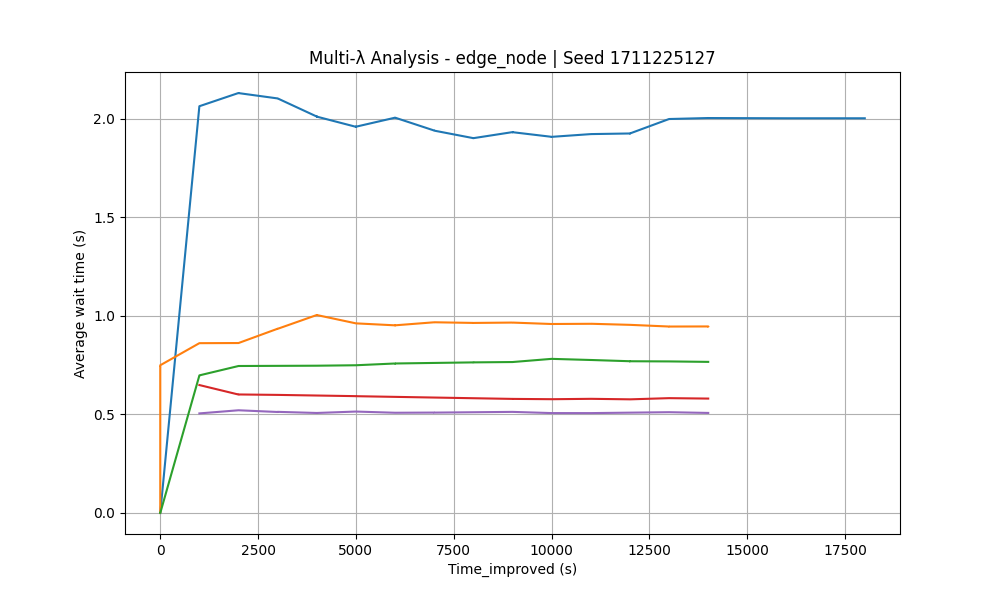 Multi-λ Analysis - edge_node | Seed 1711225127
Average wait time (s)
2.0
1.5
1.0
0.5
0.0
0 2500 5000 7500 10000 12500 15000 17500
Time_improved (s)